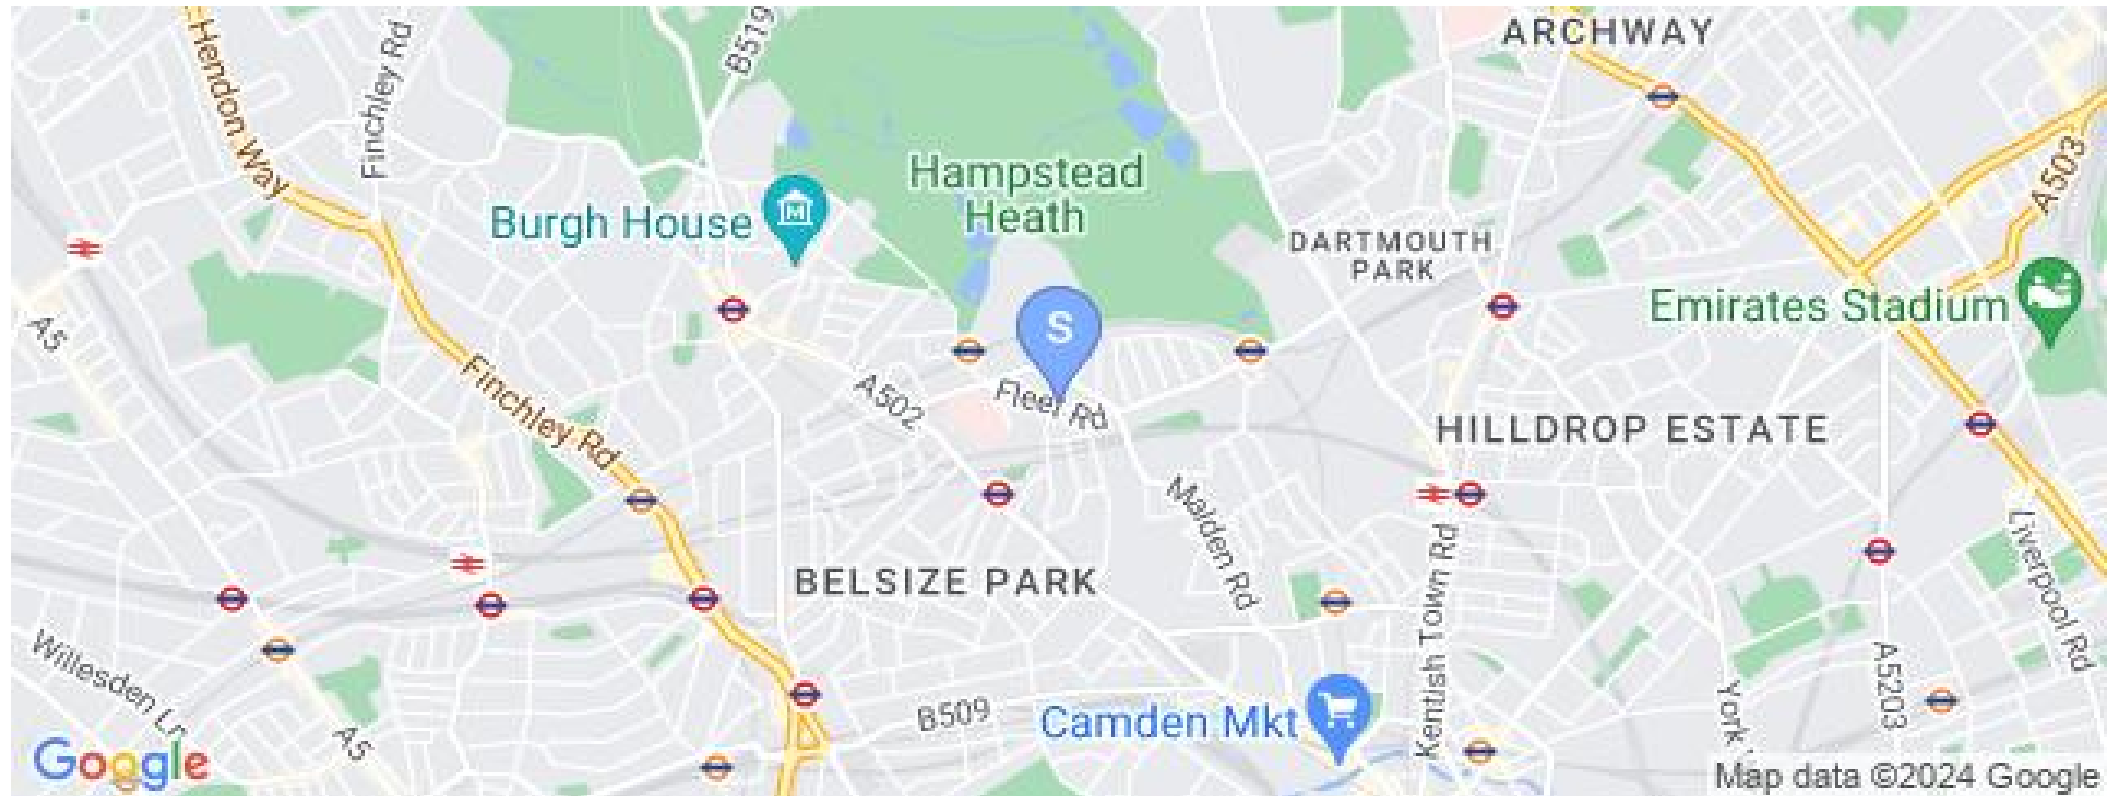 ARCHWAY
Hendon Way
Finchley Rd
B519
A503
Hampstead
Heath
Burgh House
DARTMOUTH
PARK
Emirates Stadium
A5
S
Fleet Rd
A502
Finchley Rd
HILLDROP ESTATE
Malden Rd
BELSIZE PARK
Kentish Town Rd
Liverpool Rd
Willesden Ln
A5
B509
Camden Mkt
York
A5203
Google
Map data ©2024 Google